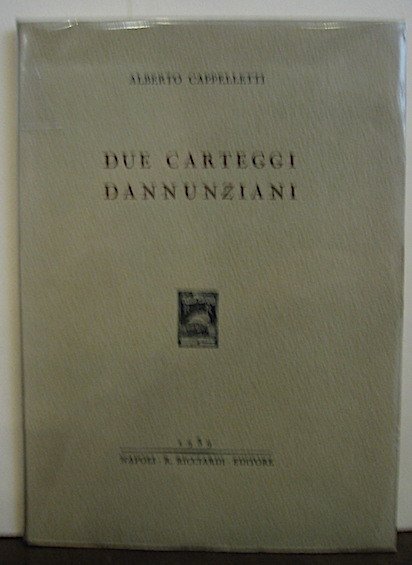 ALBERTO CAPPELLETTI
DUE CARTEGGI
DANNUNZIANI
NAPOLI - R. RICCIARDI - EDITORE